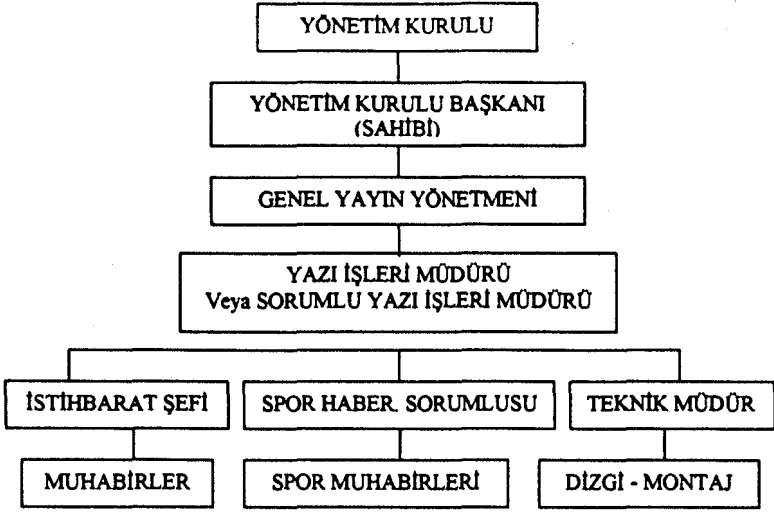 YÖNETİM KURULU
YÖNETİM KURULU BAŞKANI
(SAHİBİ)
GENEL YAYIN YÖNETMENİ
YAZI İŞLERİ MÜDÜRÜ
Veya SORUMLU YAZI İŞLERİ MÜDÜRÜ
İSTİHBARAT ŞEFİ
SPOR HABER. SORUMLUSU
TEKNİK MÜDÜR
MUHABİRLER
SPOR MUHABİRLERİ
DİZGİ - MONTAJ